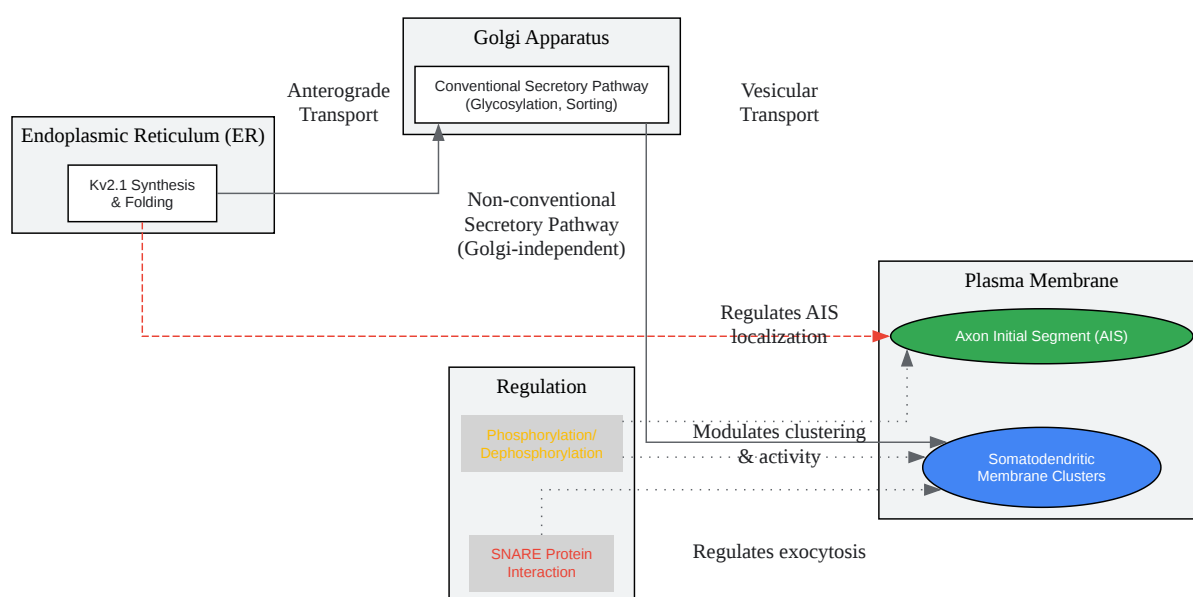 Golgi Apparatus
Conventional Secretory Pathway
(Glycosylation, Sorting)
Anterograde
Transport
Vesicular
Transport
Endoplasmic Reticulum (ER)
Kv2.1 Synthesis
& Folding
Non-conventional
Secretory Pathway
(Golgi-independent)
Plasma Membrane
Regulates AIS
localization
Axon Initial Segment (AIS)
Regulation
Phosphorylation/
Dephosphorylation
Modulates clustering
& activity
Somatodendritic
Membrane Clusters
SNARE Protein
Interaction
Regulates exocytosis